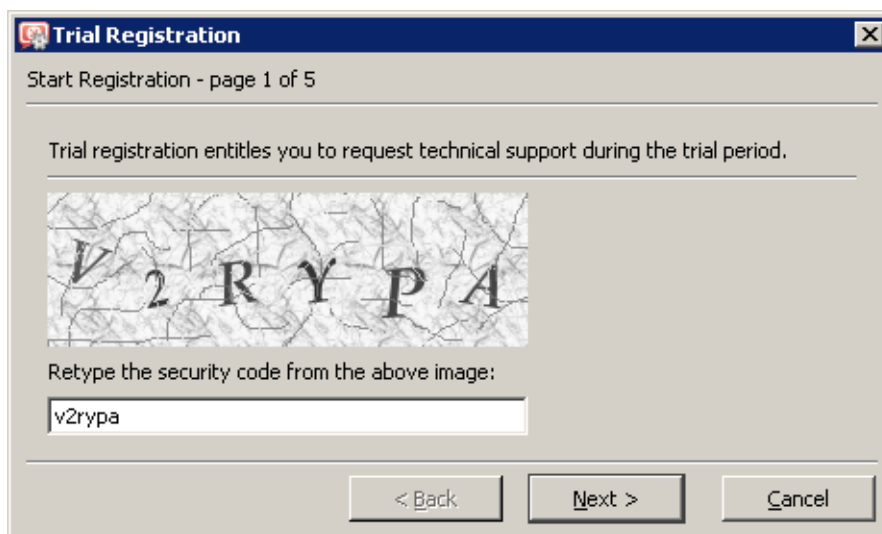 Trial Registration
Start Registration - page 1 of 5
Trial registration entitles you to request technical support during the trial period.
V2RYPA
Retype the security code from the above image:
v2rypa
< Back Next > Cancel